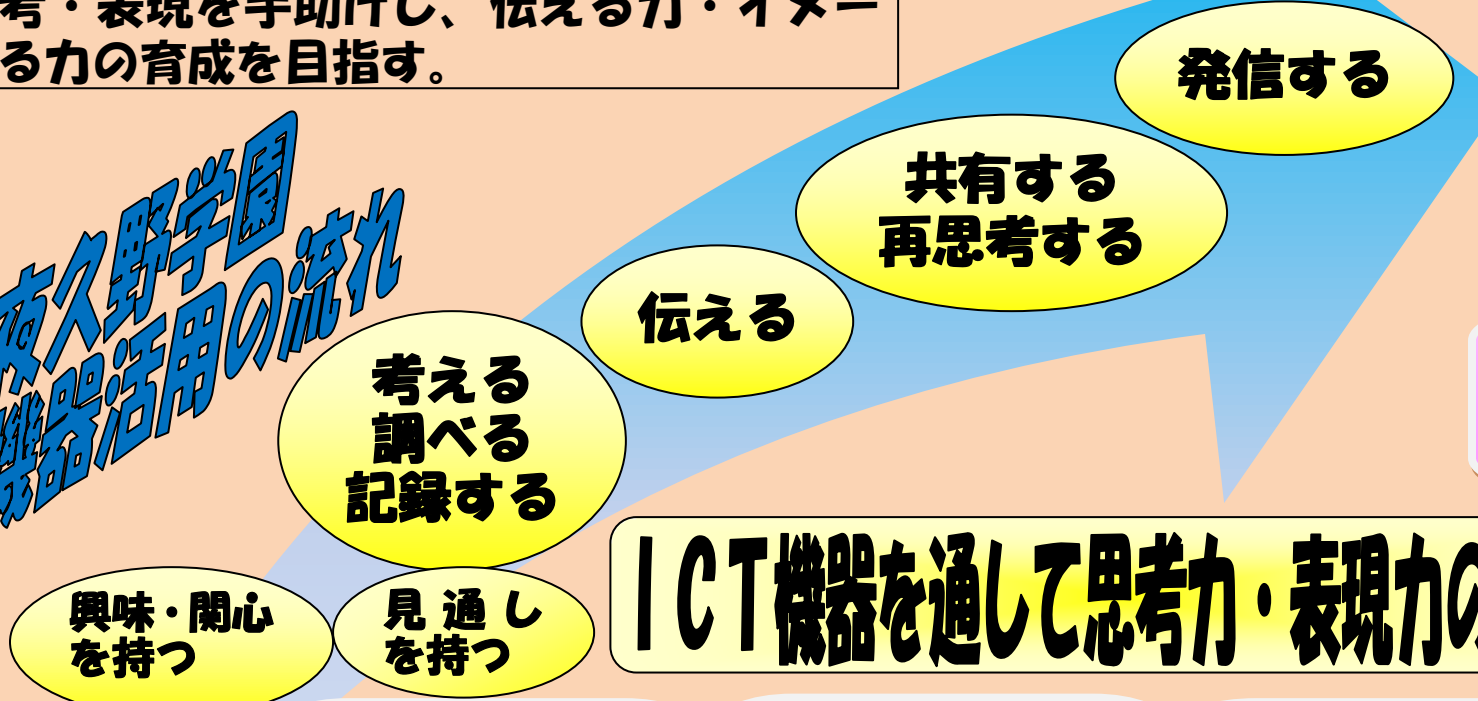 考・表現を手助けし、伝える力・イメー
る力の育成を目指す。
発信する
共有する
再思考する
伝える
夜久野学園
機器活用の流れ
考える
調べる
記録する
興味・関心
を持つ
見通し
を持つ
ICT機器を通して思考力・表現力の